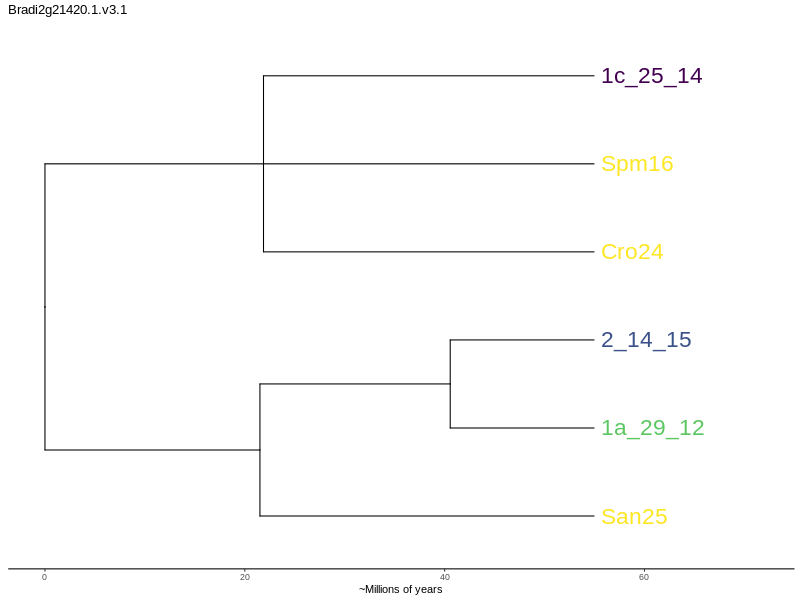 Bradi2g21420.1.v3.1
1c_25_14
Spm16
Cro24
2_14_15
1a_29_12
San25
0 20 40 60
~Millions of years